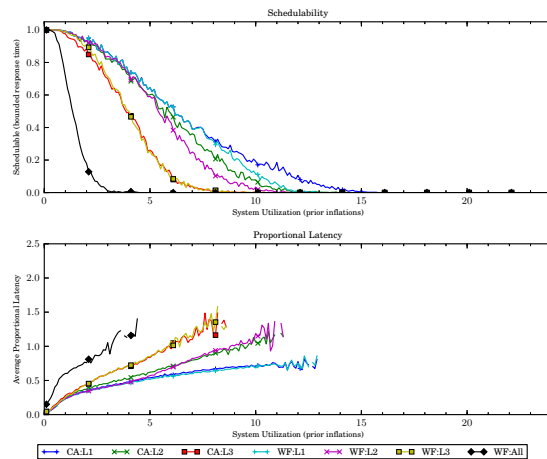 Schedulability
Schedulable (bounded response time)
1.0
0.8
0.6
0.4
0.2
0.0
0 5 10 15 20
System Utilization (prior inflations)
Proportional Latency
Average Proportional Latency
2.5
2.0
1.5
1.0
0.5
0.0
0 5 10 15 20
System Utilization (prior inflations)
CA:L1 CA:L2 CA:L3 WF:L1 WF:L2 WF:L3 WF:All